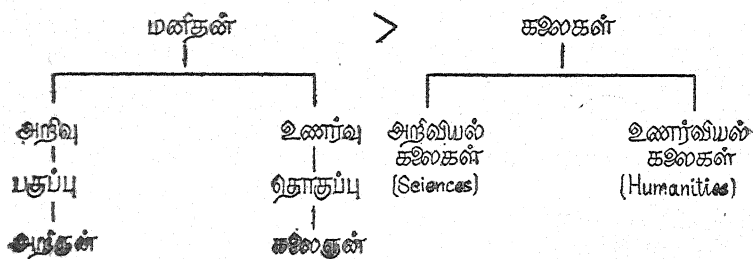 மனிதன் > கலைகள்
அறிவு உணர்வு அறிவியல் உணர்வியல்
கலைகள் கலைகள்
பகுப்பு தொகுப்பு (Sciences) (Humanities)
அறிஞன் கலைஞன்